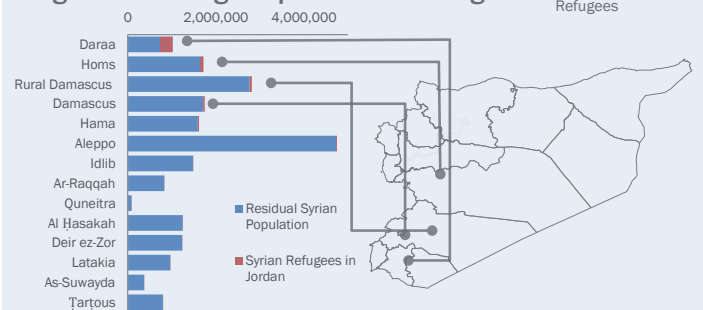 Refugees
0 2,000,000 4,000,000
Daraa
Homs
Rural Damascus
Damascus
Hama
Aleppo
Idlib
Ar-Raqqah
Quneitra
Al Ḥasakah
Deir ez-Zor
Latakia
As-Suwayda
Ṭarṭous
Residual Syrian
Population
Syrian Refugees in
Jordan